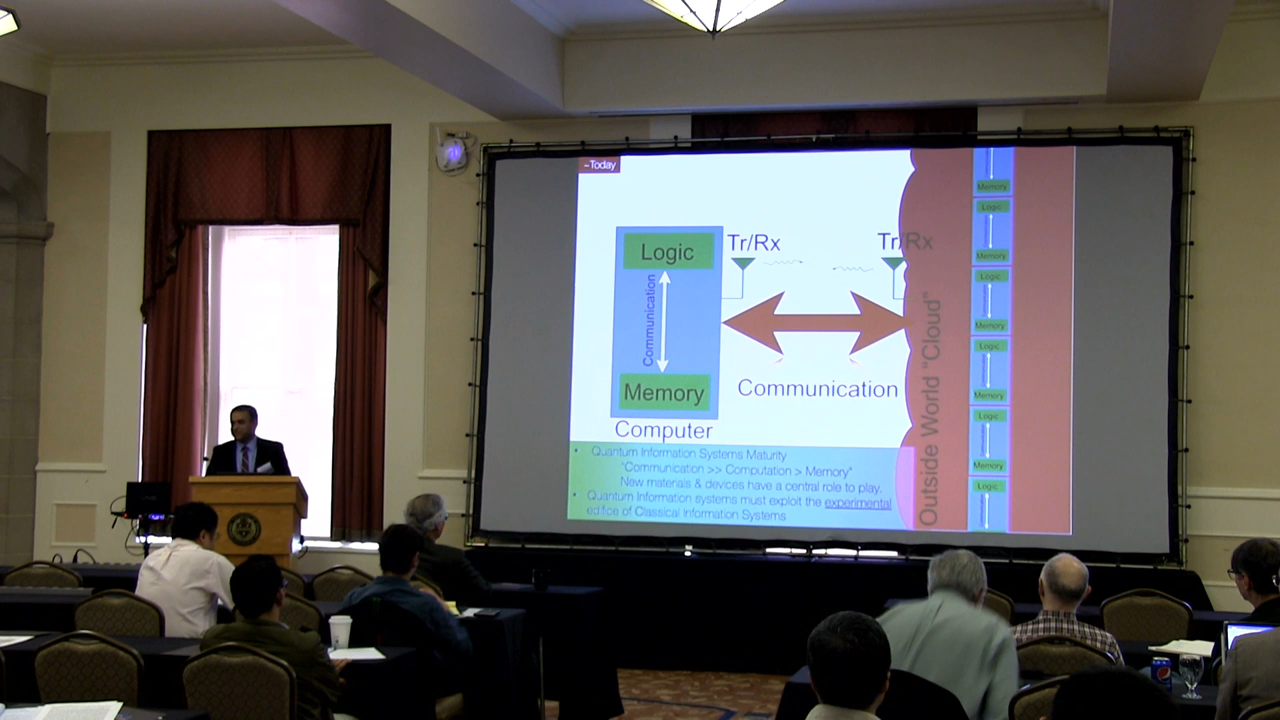 ~Today
Logic
Communication
Memory
Computer
Tr/Rx
Tr/Rx
Communication
Outside World "Cloud"
Memory
Logic
Memory
Logic
Memory
Logic
Memory
Logic
Memory
Logic
• Quantum Information Systems Maturity
"Communication >> Computation > Memory"
New materials & devices have a central role to play.
• Quantum Information systems must exploit the experimental
edifice of Classical Information Systems